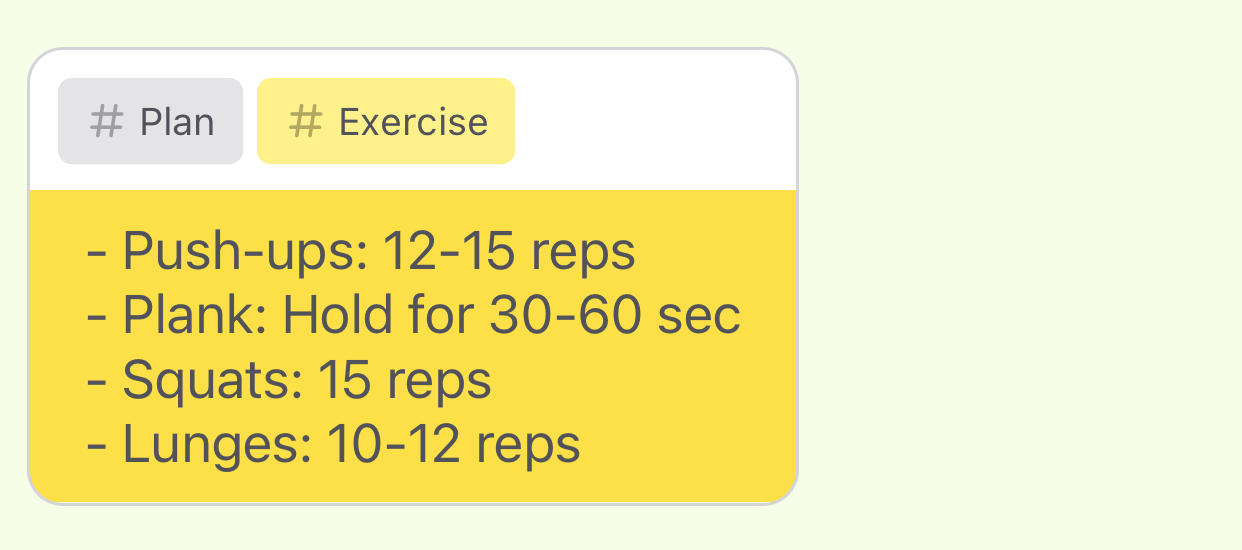 # Plan # Exercise
- Push-ups: 12-15 reps
- Plank: Hold for 30-60 sec
- Squats: 15 reps
- Lunges: 10-12 reps